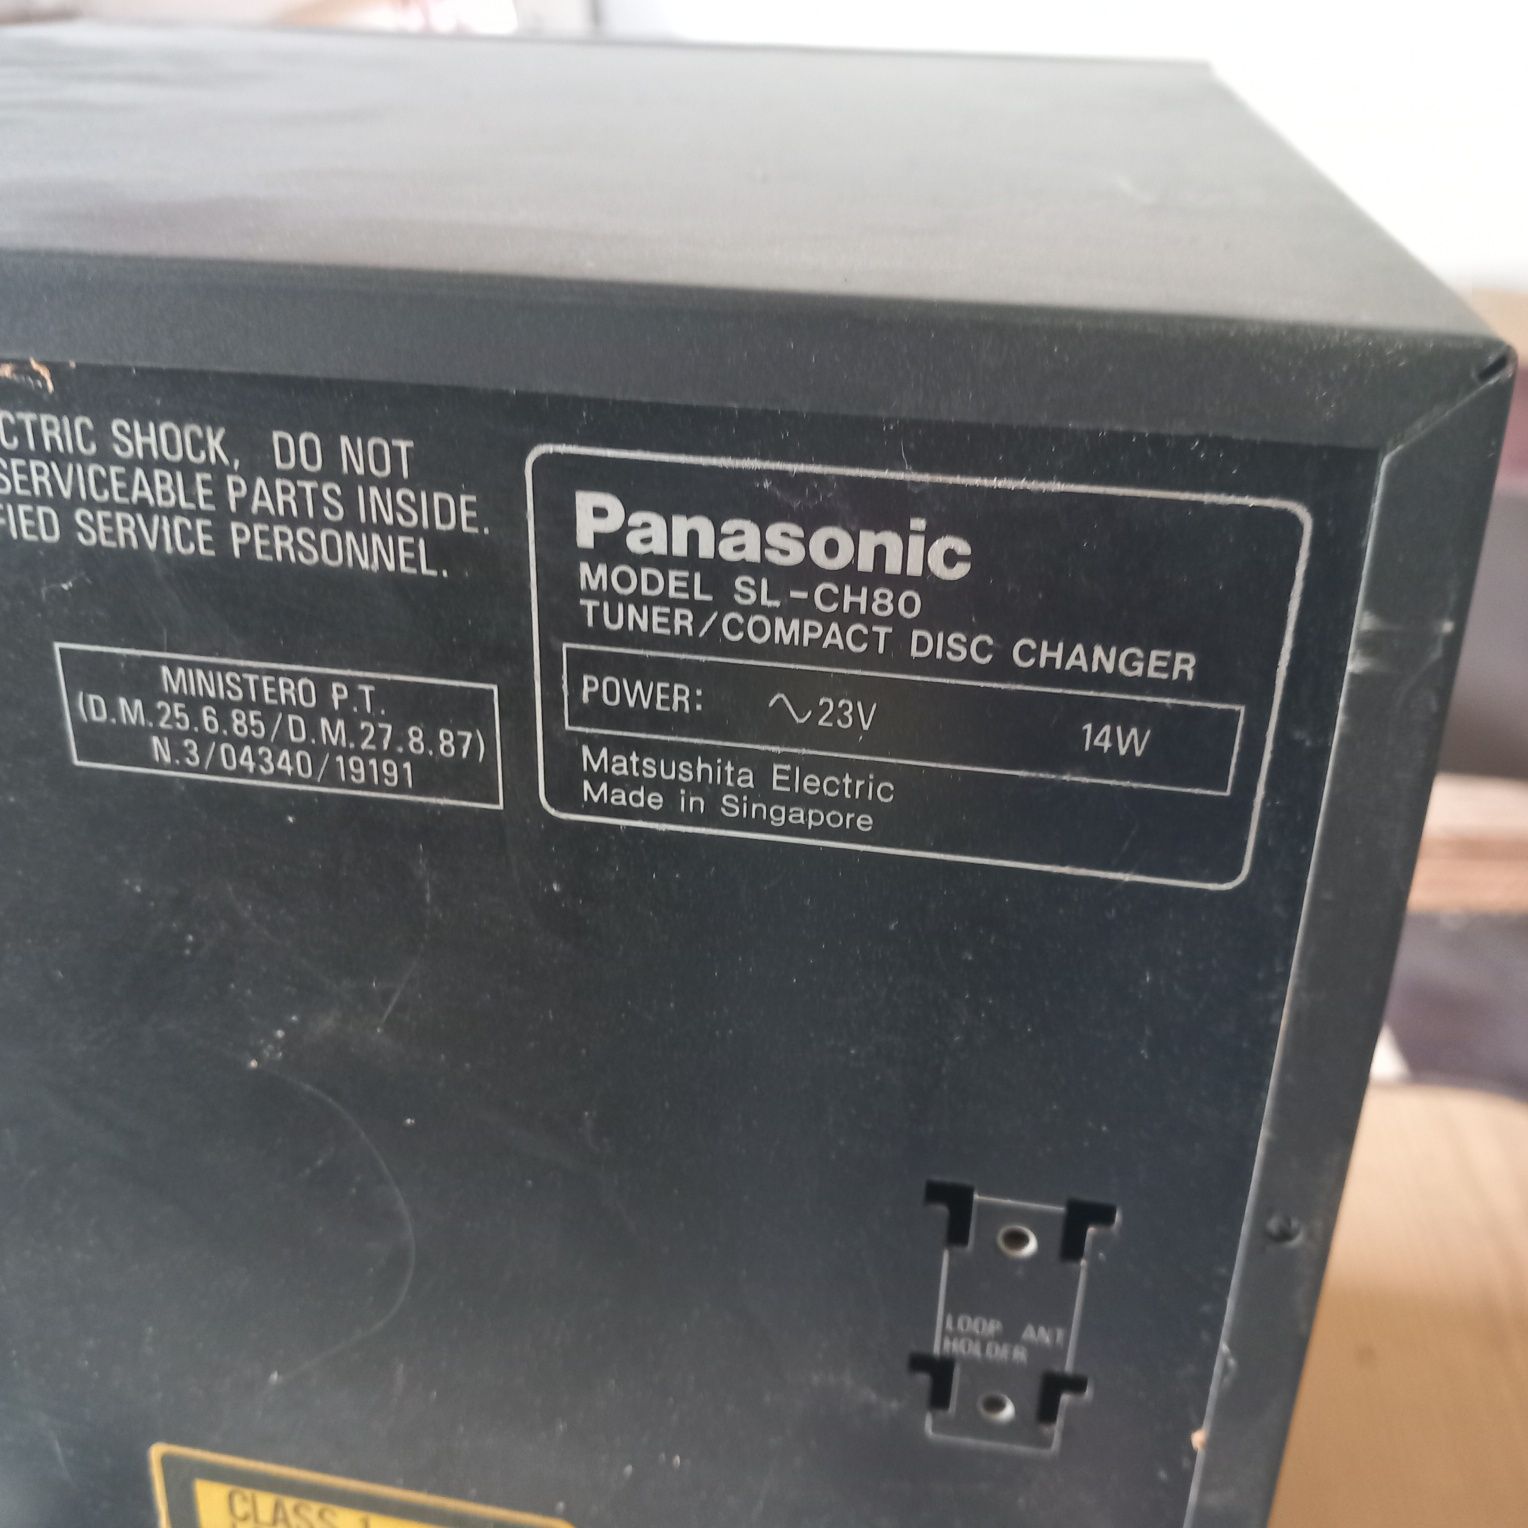 CTRIC SHOCK, DO NOT
SERVICEABLE PARTS INSIDE.
FIED SERVICE PERSONNEL.
MINISTERO P.T.
(D.M.25.6.85/D.M.27.8.87)
N.3/04340/19191
Panasonic
MODEL SL-CH80
TUNER/COMPACT DISC CHANGER
POWER: ∿23V 14W
Matsushita Electric
Made in Singapore
LOOP ANT
HOLDER
CLASS 1